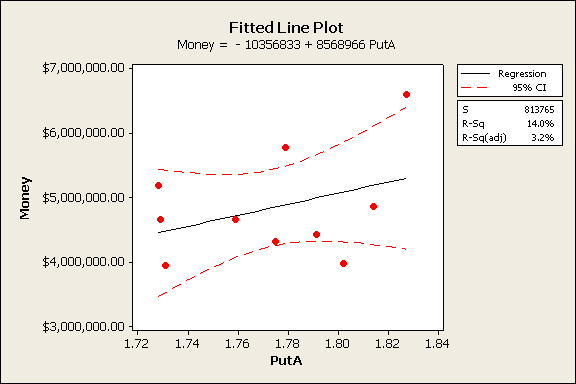 Fitted Line Plot
Money = - 10356833 + 8568966 PutA
$7,000,000.00
$6,000,000.00
$5,000,000.00
$4,000,000.00
$3,000,000.00
Money
1.72 1.74 1.76 1.78 1.80 1.82 1.84
PutA
Regression
95% CI
S 813765
R-Sq 14.0%
R-Sq(adj) 3.2%